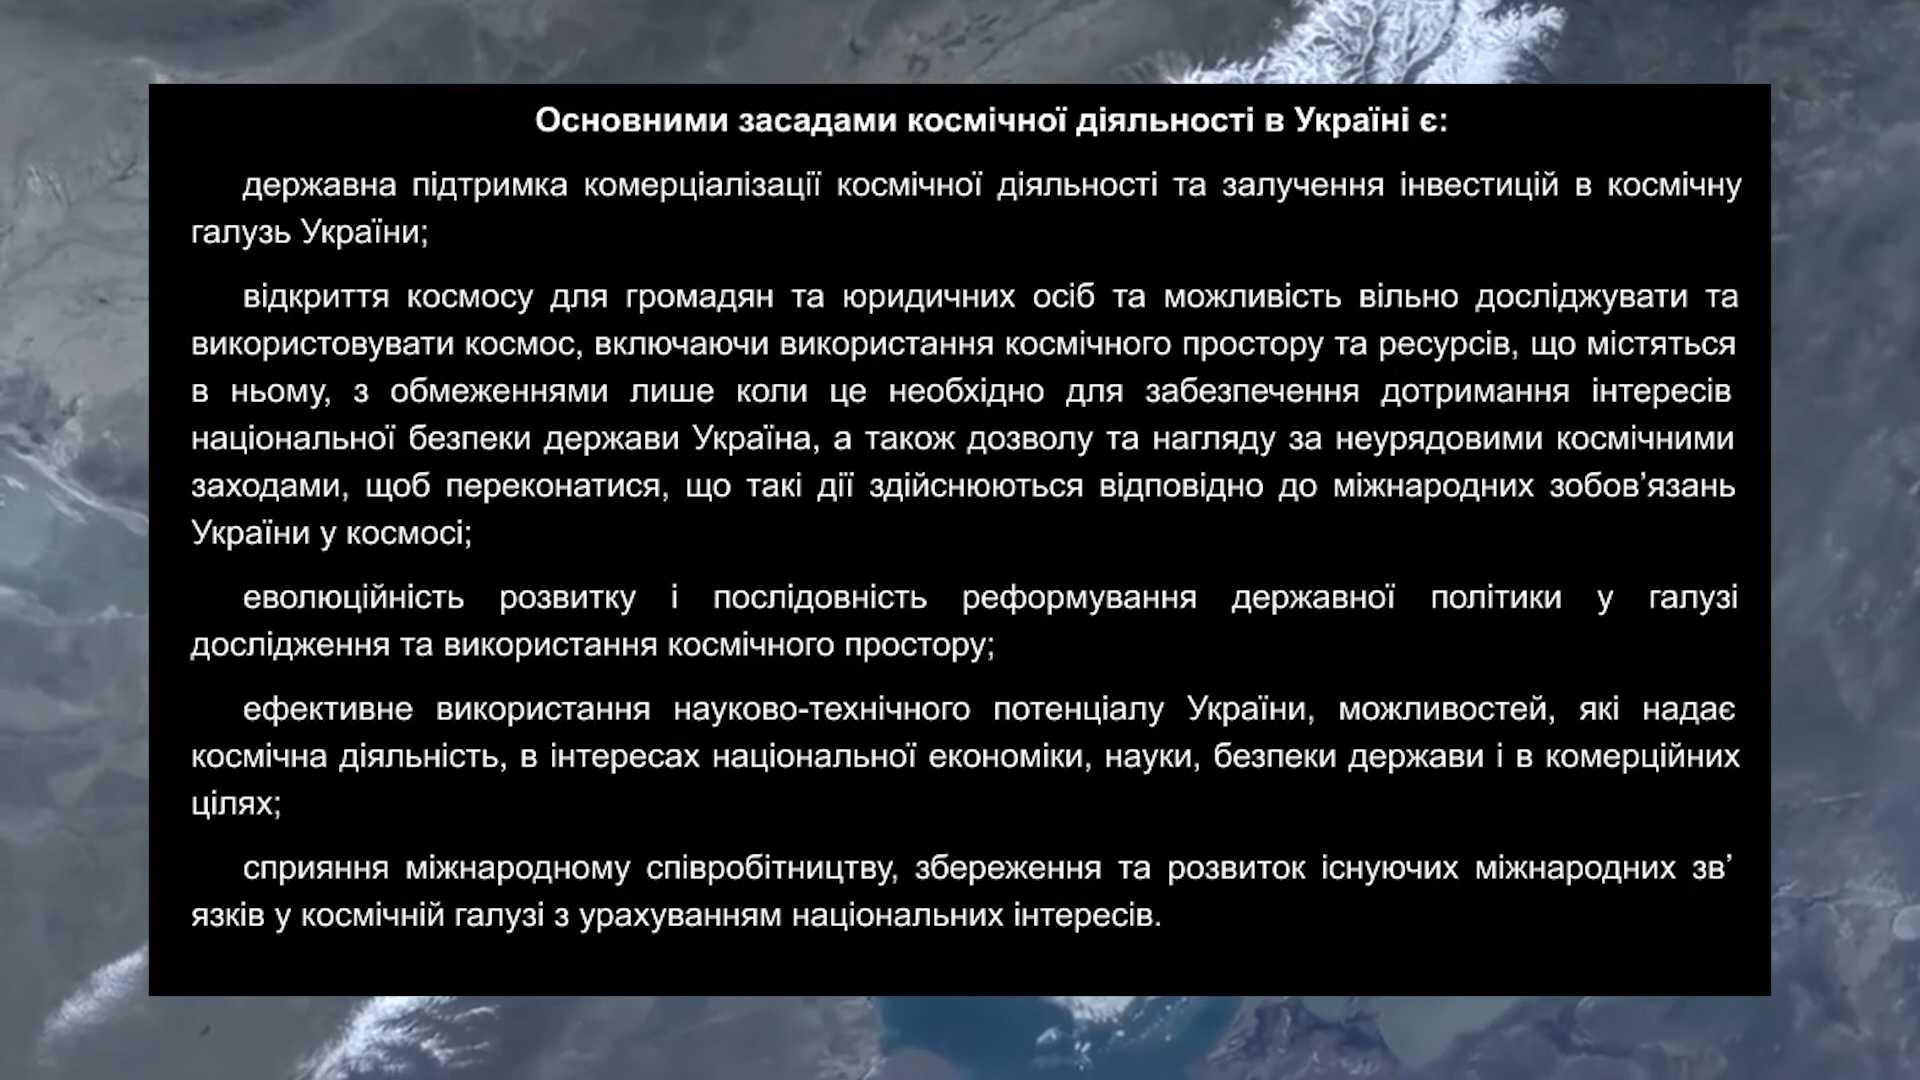 Основними засадами космічної діяльності в Україні є:
державна підтримка комерціалізації космічної діяльності та залучення інвестицій в космічну
галузь України;
відкриття космосу для громадян та юридичних осіб та можливість вільно досліджувати та
використовувати космос, включаючи використання космічного простору та ресурсів, що містяться
в ньому, з обмеженнями лише коли це необхідно для забезпечення дотримання інтересів
національної безпеки держави Україна, а також дозволу та нагляду за неурядовими космічними
заходами, щоб переконатися, що такі дії здійснюються відповідно до міжнародних зобов’язань
України у космосі;
еволюційність розвитку і послідовність реформування державної політики у галузі
дослідження та використання космічного простору;
ефективне використання науково-технічного потенціалу України, можливостей, які надає
космічна діяльність, в інтересах національної економіки, науки, безпеки держави і в комерційних
цілях;
сприяння міжнародному співробітництву, збереження та розвиток існуючих міжнародних зв’
язків у космічній галузі з урахуванням національних інтересів.